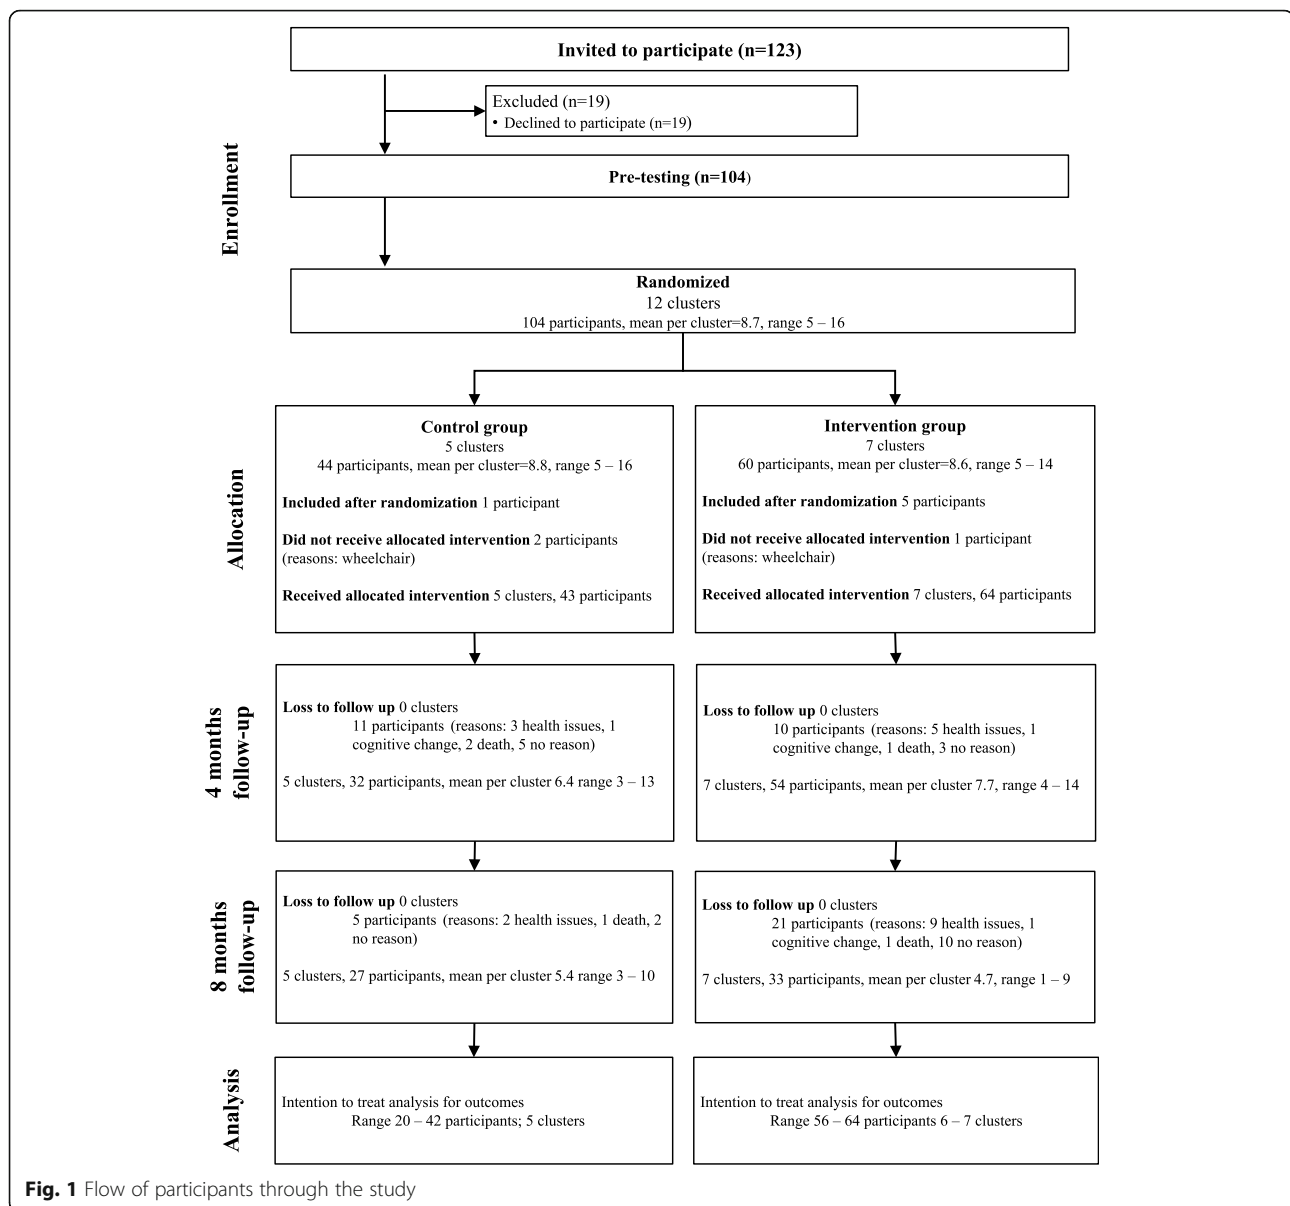 Invited to participate (n=123)
Excluded (n=19)
• Declined to participate (n=19)
Enrollment
Pre-testing (n=104)
Randomized
12 clusters
104 participants, mean per cluster=8.7, range 5 – 16
Allocation
Control group
5 clusters
44 participants, mean per cluster=8.8, range 5 – 16
Included after randomization 1 participant
Did not receive allocated intervention 2 participants
(reasons: wheelchair)
Received allocated intervention 5 clusters, 43 participants
Intervention group
7 clusters
60 participants, mean per cluster=8.6, range 5 – 14
Included after randomization 5 participants
Did not receive allocated intervention 1 participant
(reasons: wheelchair)
Received allocated intervention 7 clusters, 64 participants
4 months
follow-up
Loss to follow up 0 clusters
11 participants (reasons: 3 health issues, 1
cognitive change, 2 death, 5 no reason)
5 clusters, 32 participants, mean per cluster 6.4 range 3 – 13
Loss to follow up 0 clusters
10 participants (reasons: 5 health issues, 1
cognitive change, 1 death, 3 no reason)
7 clusters, 54 participants, mean per cluster 7.7, range 4 – 14
8 months
follow-up
Loss to follow up 0 clusters
5 participants (reasons: 2 health issues, 1 death, 2
no reason)
5 clusters, 27 participants, mean per cluster 5.4 range 3 – 10
Loss to follow up 0 clusters
21 participants (reasons: 9 health issues, 1
cognitive change, 1 death, 10 no reason)
7 clusters, 33 participants, mean per cluster 4.7, range 1 – 9
Analysis
Intention to treat analysis for outcomes
Range 20 – 42 participants; 5 clusters
Intention to treat analysis for outcomes
Range 56 – 64 participants 6 – 7 clusters
Fig. 1 Flow of participants through the study